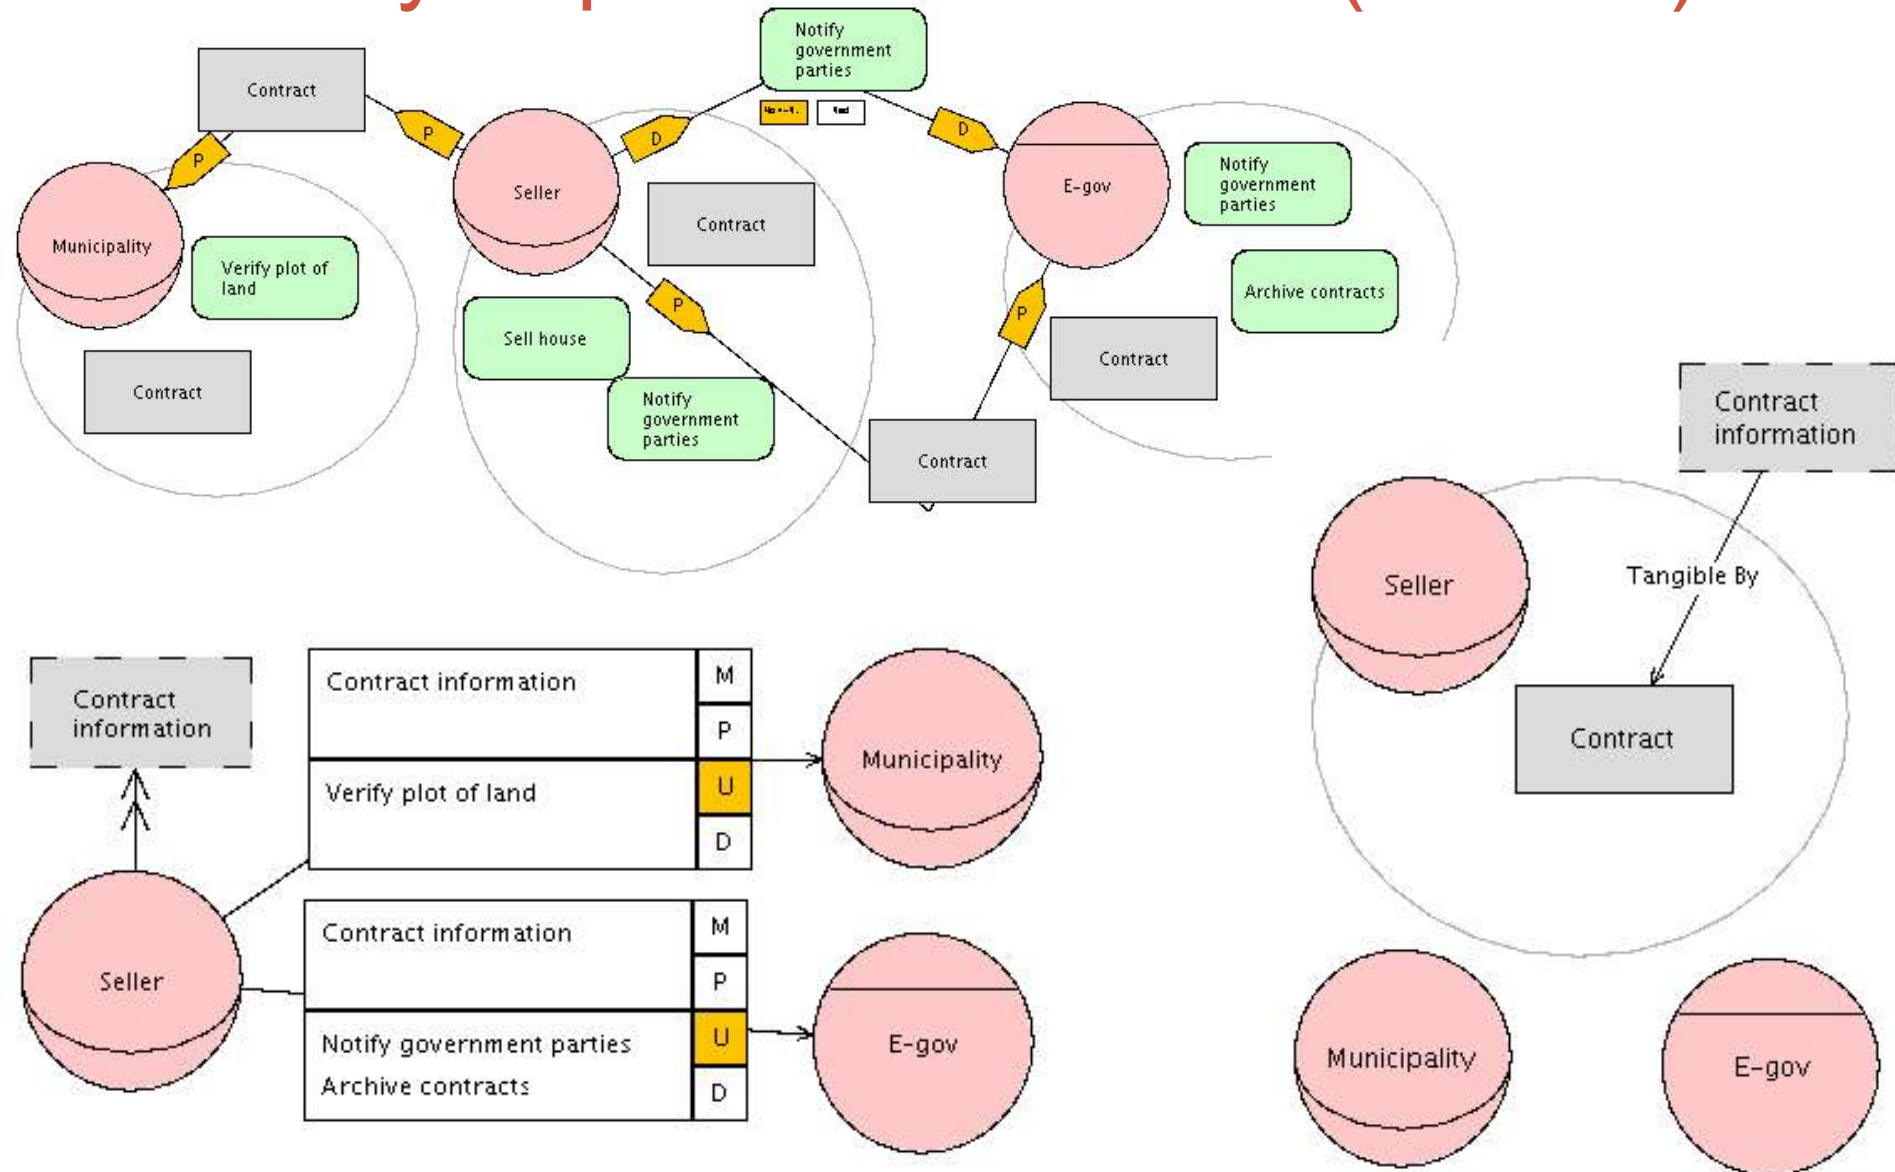 Notify
government
parties
Contract
P
D
D
P
Seller
Contract
E-gov
Notify
government
parties
Municipality
Verify plot of
land
Archive contracts
P
P
Sell house
Contract
Contract
Notify
government
parties
Contract
Contract
information
Seller
Tangible By
Contract
Municipality
E-gov
Contract
information
Contract information
M
P
Verify plot of land
U
D
Municipality
Seller
Contract information
M
P
Notify government parties
Archive contracts
U
D
E-gov